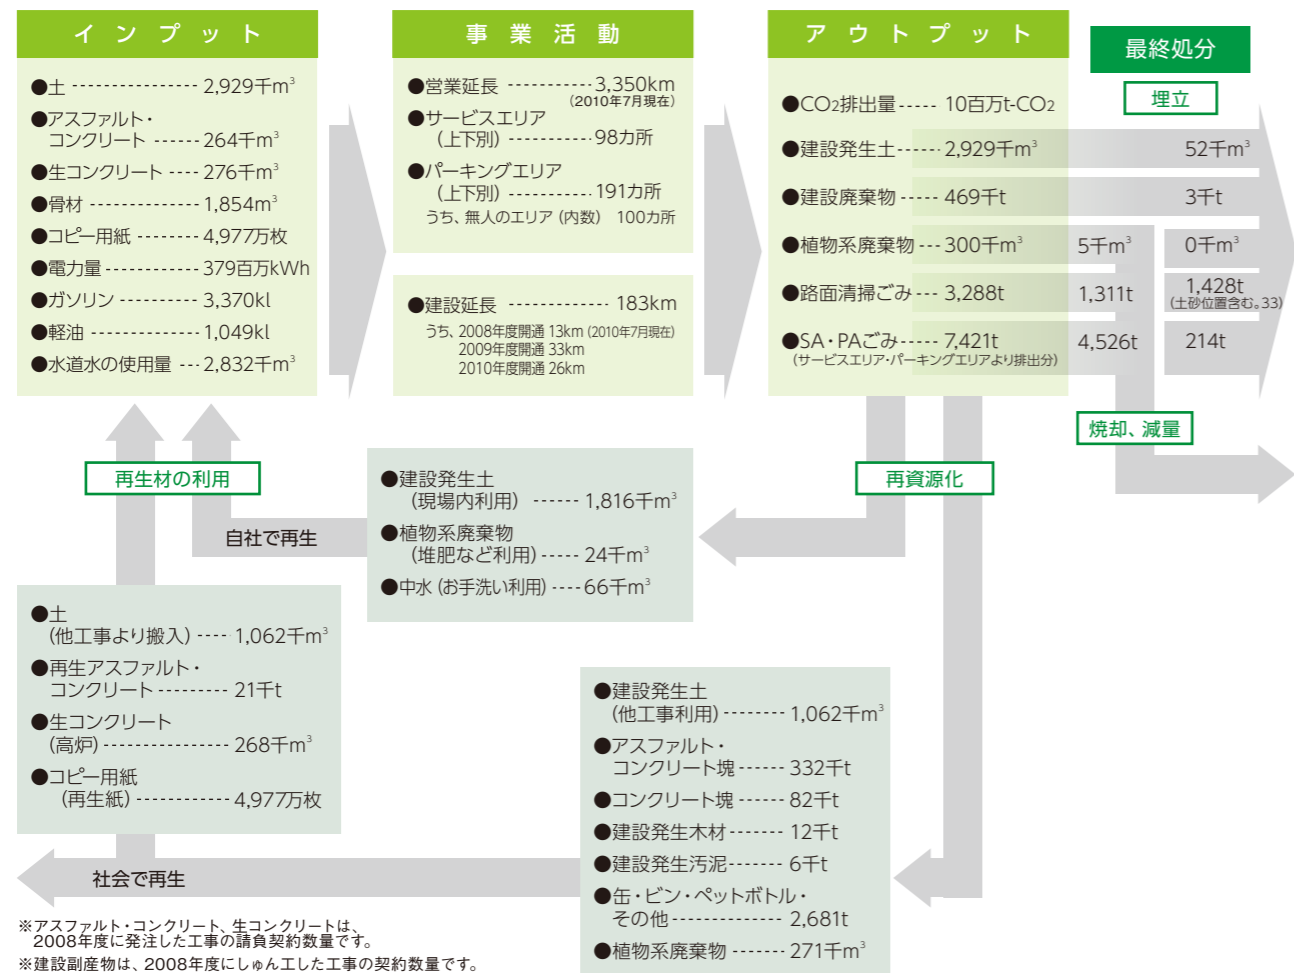 インプット
●土 ---------------- 2,929千m³
●アスファルト・
コンクリート ------ 264千m³
●生コンクリート ---- 276千m³
●骨材 -------------- 1,854m³
●コピー用紙 -------- 4,977万枚
●電力量 ------------ 379百万kWh
●ガソリン ---------- 3,370kl
●軽油 -------------- 1,049kl
●水道水の使用量 --- 2,832千m³
事業活動
●営業延長 ----------- 3,350km
(2010年7月現在)
●サービスエリア
(上下別) ----------- 98カ所
●パーキングエリア
(上下別) ----------- 191カ所
うち、無人のエリア (内数) 100カ所
●建設延長 ------------- 183km
うち、2008年度開通 13km (2010年7月現在)
2009年度開通 33km
2010年度開通 26km
アウトプット
最終処分
埋立
●CO2排出量 ----- 10百万t-CO2
●建設発生土 ------ 2,929千m³ 52千m³
●建設廃棄物 ----- 469千t 3千t
●植物系廃棄物 --- 300千m³ 5千m³ 0千m³
●路面清掃ごみ --- 3,288t 1,311t 1,428t
(土砂位置含む。33)
●SA・PAごみ ----- 7,421t 4,526t 214t
(サービスエリア・パーキングエリアより排出分)
焼却、減量
再生材の利用
再資源化
自社で再生
●建設発生土
(現場内利用) ------ 1,816千m³
●植物系廃棄物
(堆肥など利用) ----- 24千m³
●中水 (お手洗い利用) ---- 66千m³
●土
(他工事より搬入) ----- 1,062千m³
●再生アスファルト・
コンクリート --------- 21千t
●生コンクリート
(高炉) ---------------- 268千m³
●コピー用紙
(再生紙) ------------ 4,977万枚
●建設発生土
(他工事利用) -------- 1,062千m³
●アスファルト・
コンクリート塊 ------ 332千t
●コンクリート塊 ------ 82千t
●建設発生木材 ------- 12千t
●建設発生汚泥 ------- 6千t
●缶・ビン・ペットボトル・
その他 -------------- 2,681t
●植物系廃棄物 ------- 271千m³
社会で再生
※アスファルト・コンクリート、生コンクリートは、
2008年度に発注した工事の請負契約数量です。
※建設副産物は、2008年度にしゅん工した工事の契約数量です。